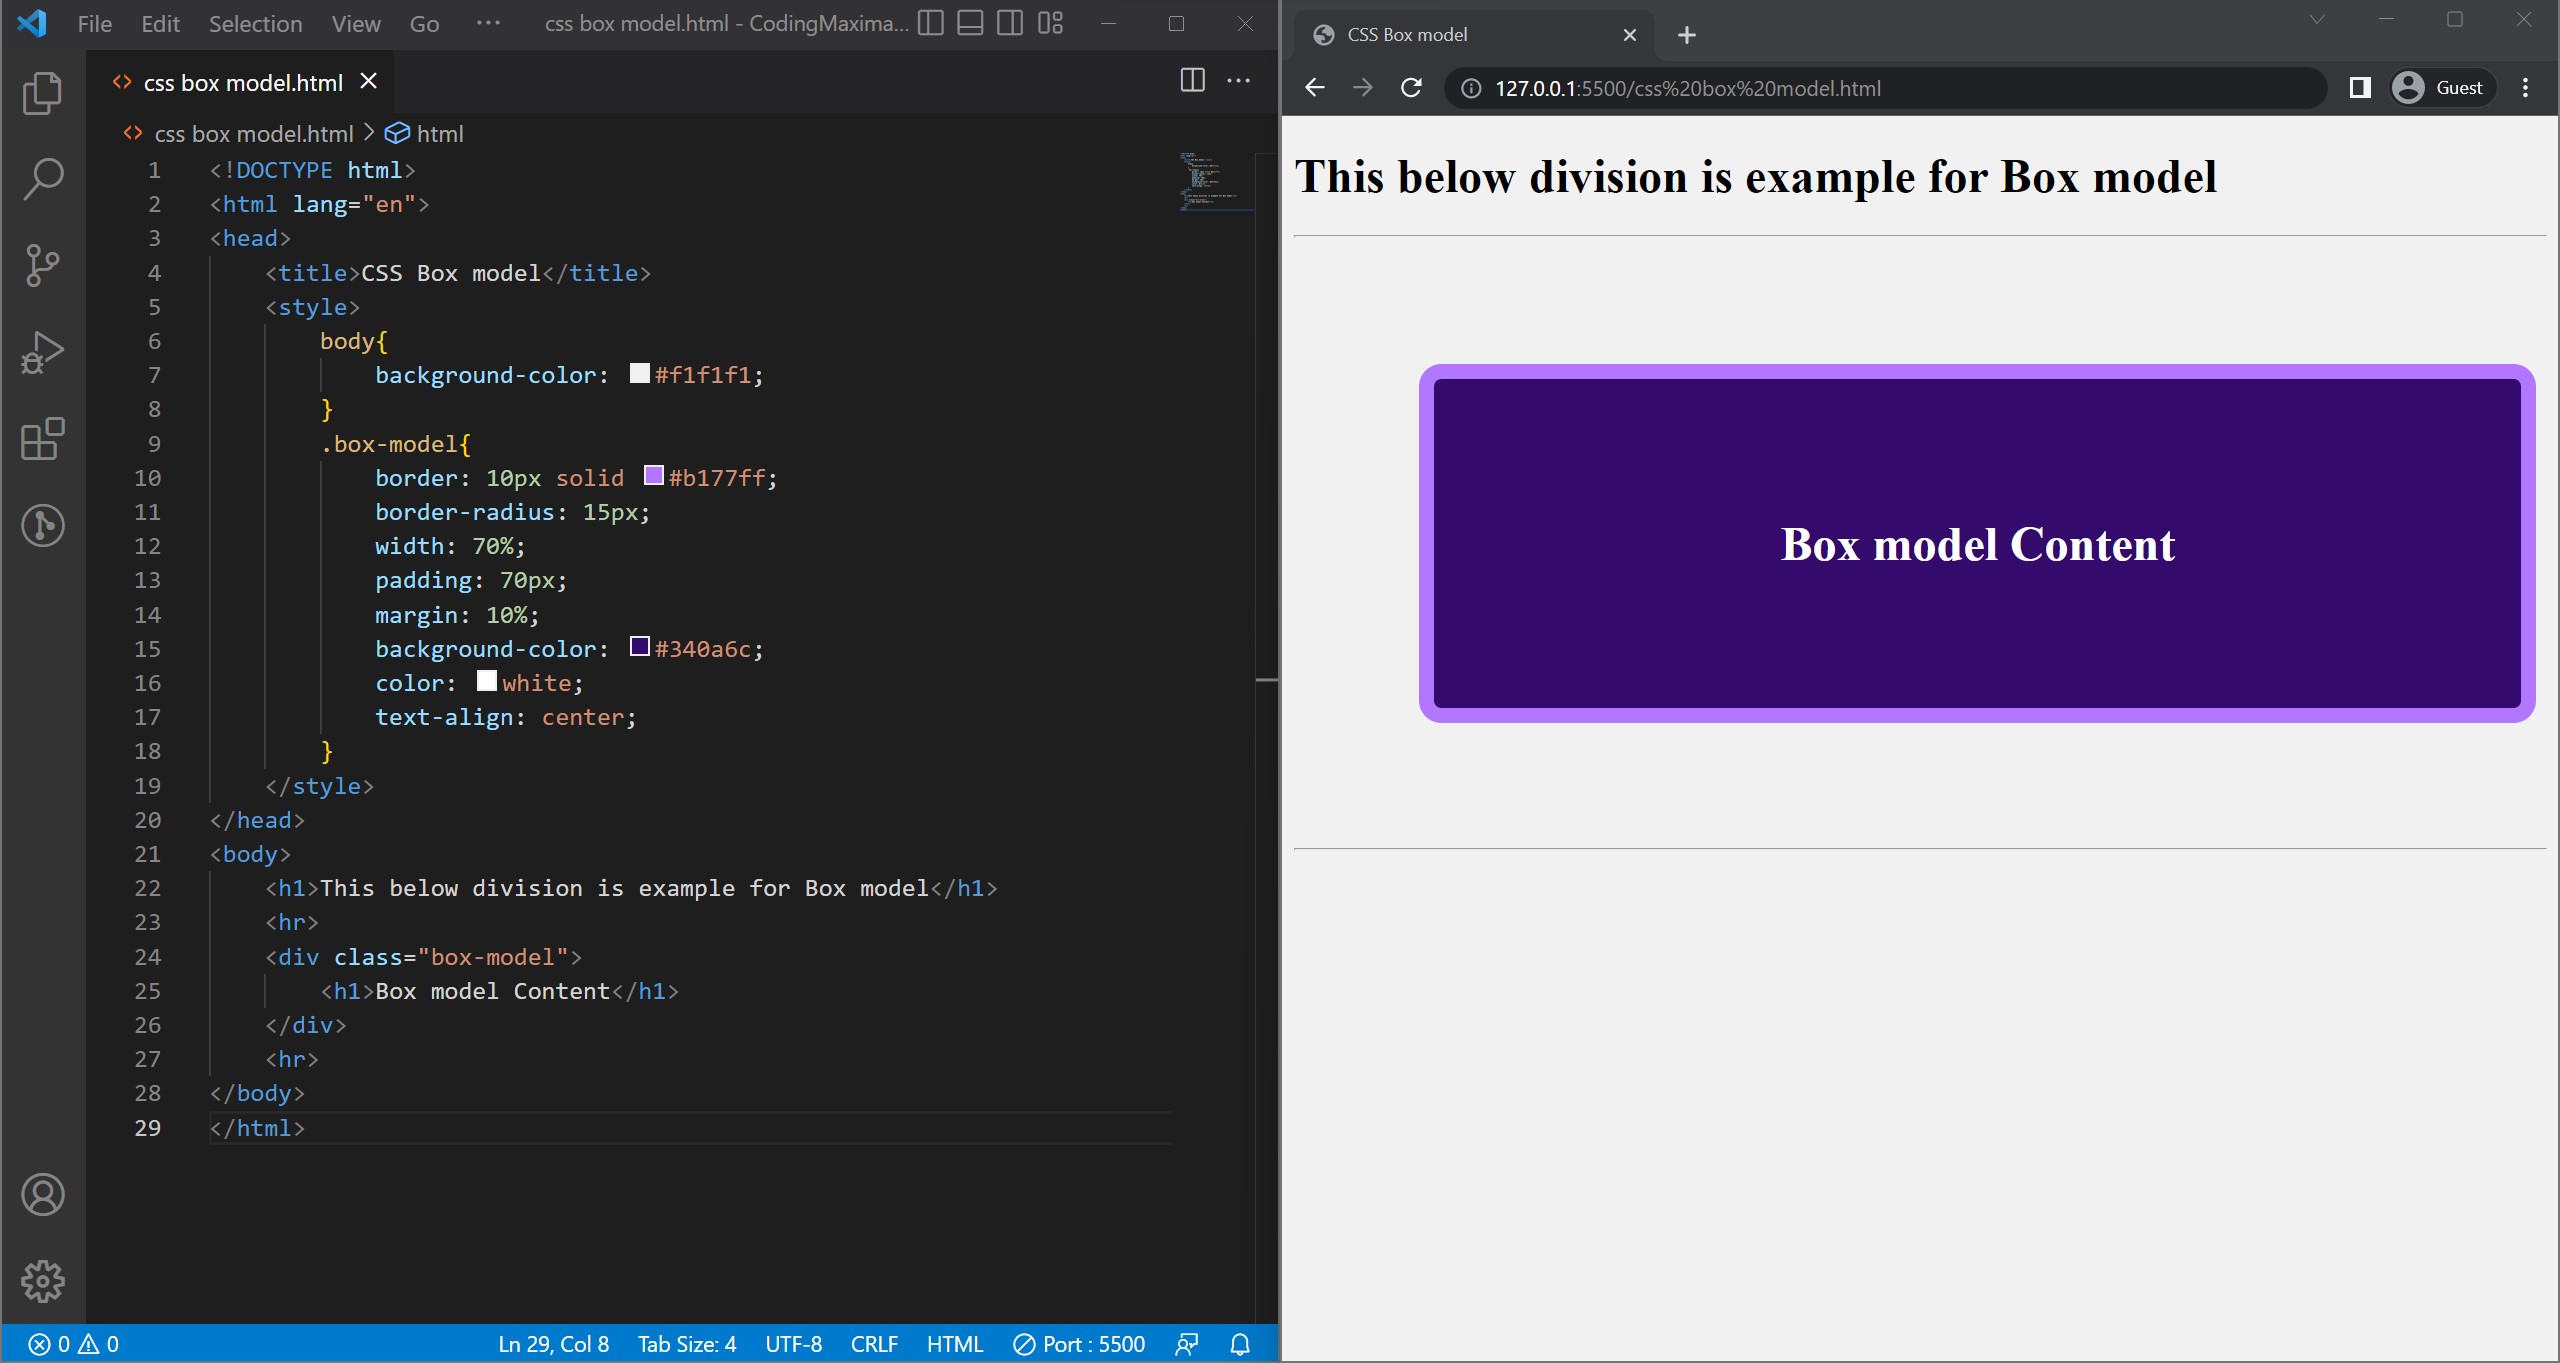 File Edit Selection View Go ··· css box model.html - CodingMaxima...
css box model.html
css box model.html > html
1 <!DOCTYPE html>
2 <html lang="en">
3 <head>
4     <title>CSS Box model</title>
5     <style>
6         body{
7             background-color: #f1f1f1;
8         }
9         .box-model{
10             border: 10px solid #b177ff;
11             border-radius: 15px;
12             width: 70%;
13             padding: 70px;
14             margin: 10%;
15             background-color: #340a6c;
16             color: white;
17             text-align: center;
18         }
19     </style>
20 </head>
21 <body>
22     <h1>This below division is example for Box model</h1>
23     <hr>
24     <div class="box-model">
25         <h1>Box model Content</h1>
26     </div>
27     <hr>
28 </body>
29 </html>
0 0 Ln 29, Col 8 Tab Size: 4 UTF-8 CRLF HTML Port : 5500
CSS Box model
127.0.0.1:5500/css%20box%20model.html Guest
This below division is example for Box model
Box model Content